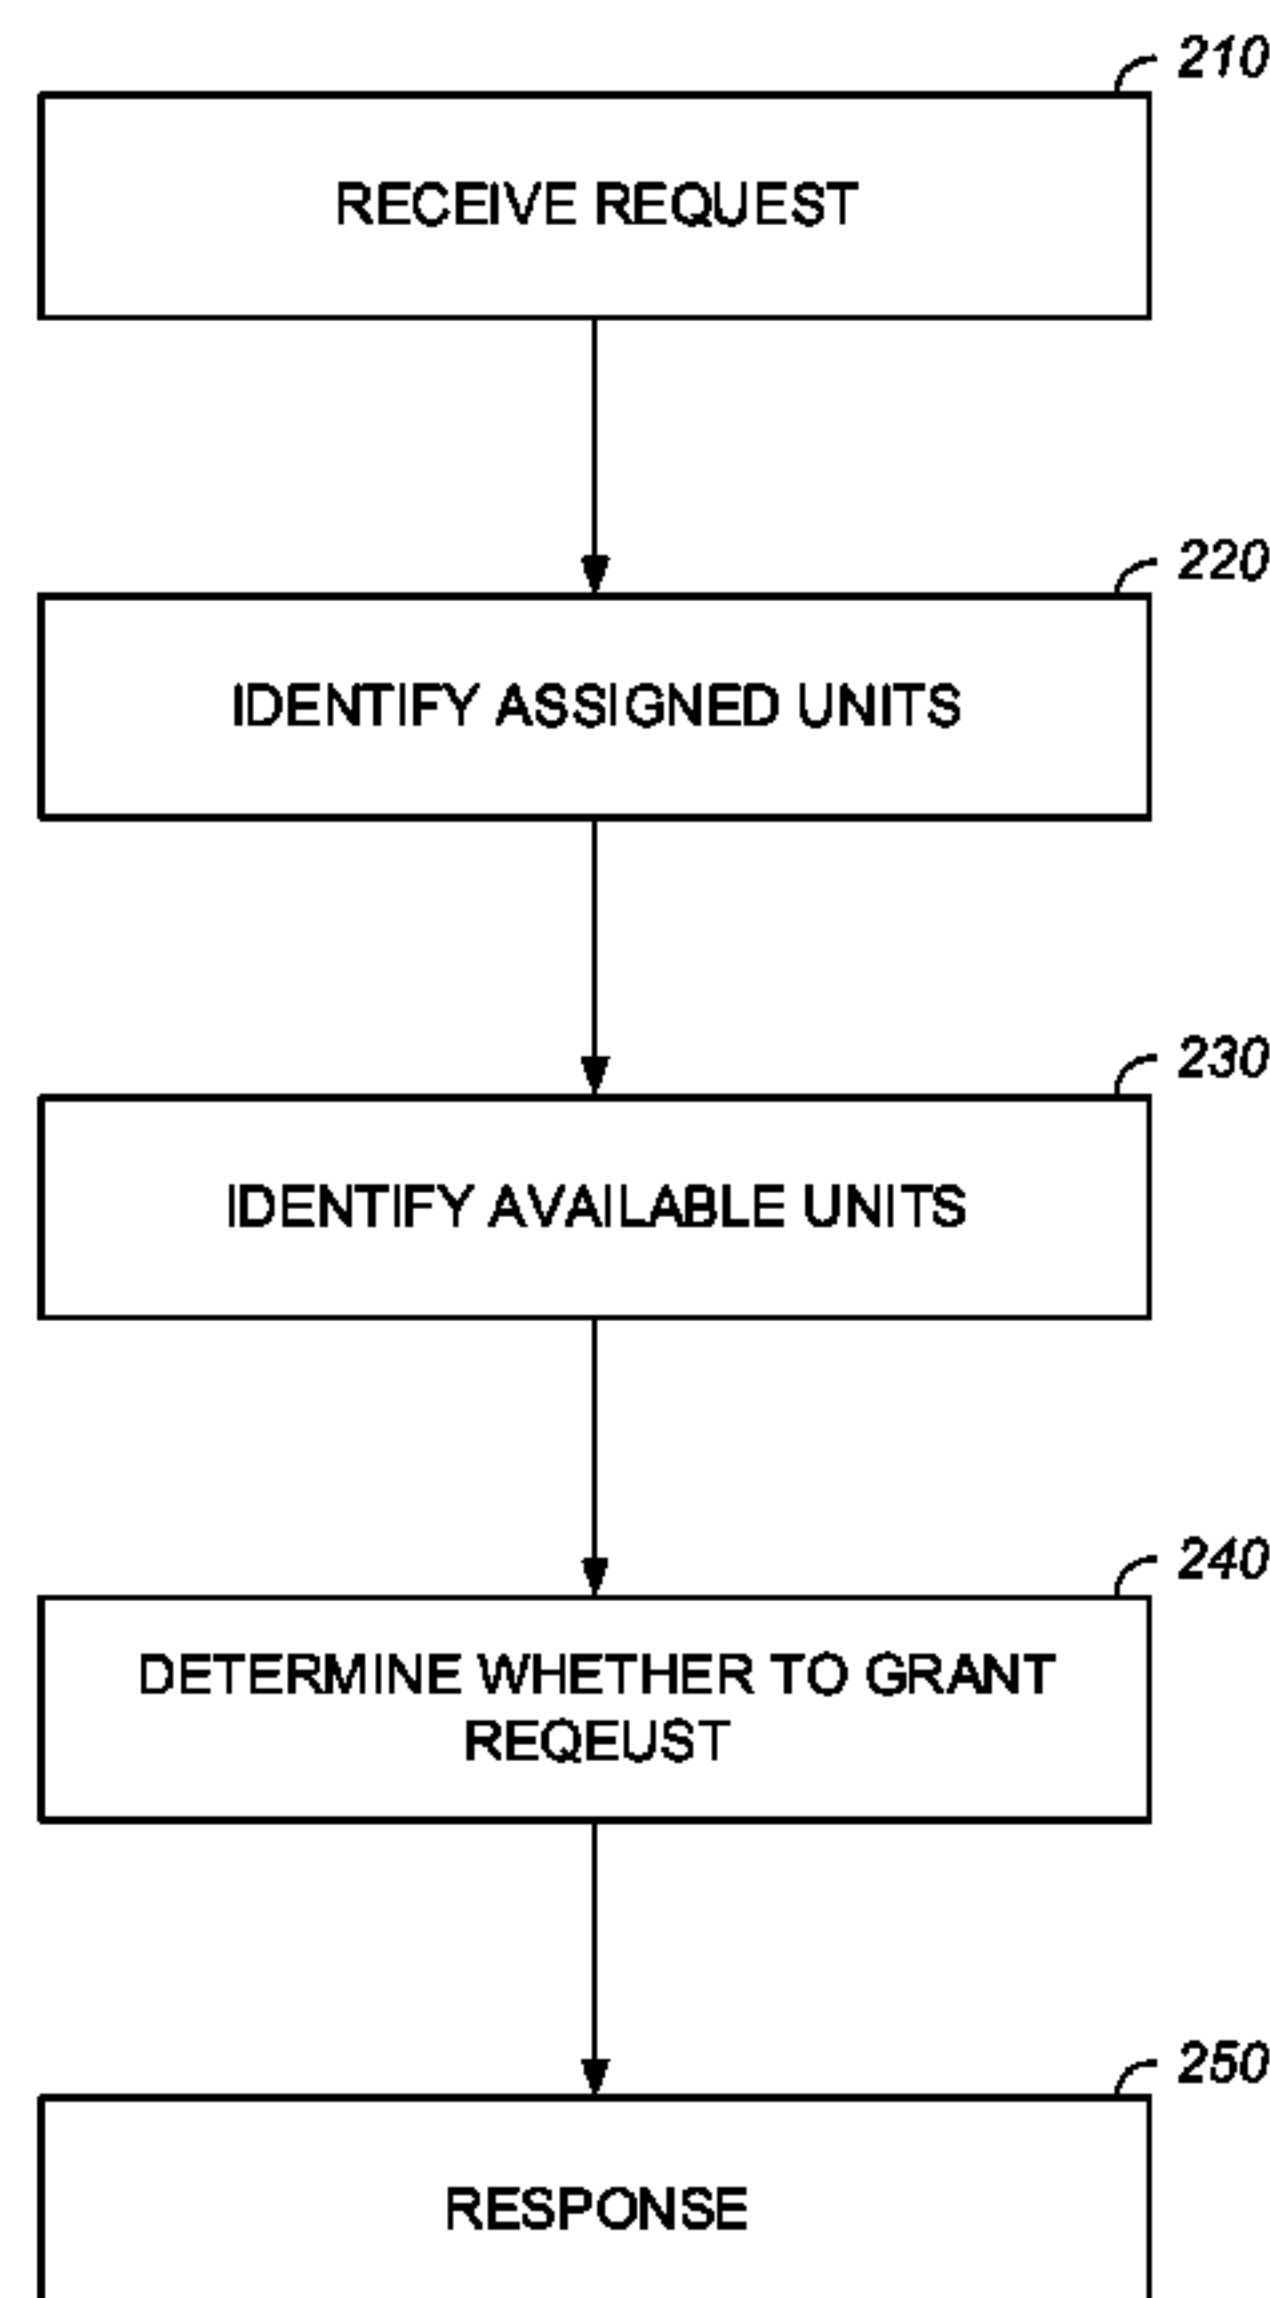 210
RECEIVE REQUEST
220
IDENTIFY ASSIGNED UNITS
230
IDENTIFY AVAILABLE UNITS
240
DETERMINE WHETHER TO GRANT
REQEUST
250
RESPONSE